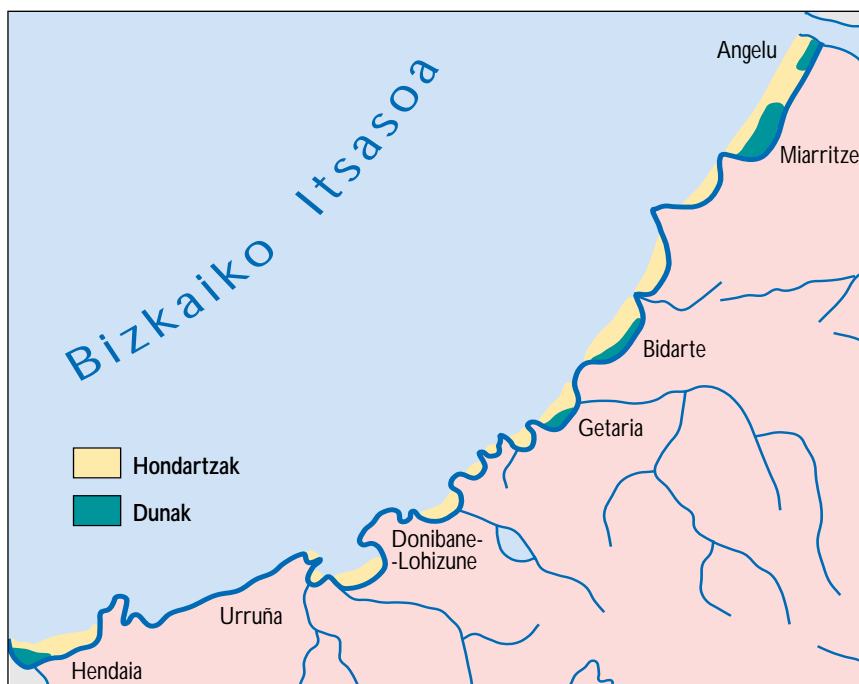 Angelu
Bizkaiko Itsasoa
Miarritze
Bidarte
Getaria
Hondartzak
Dunak
Donibane-
-Lohizune
Urruña
Hendaia